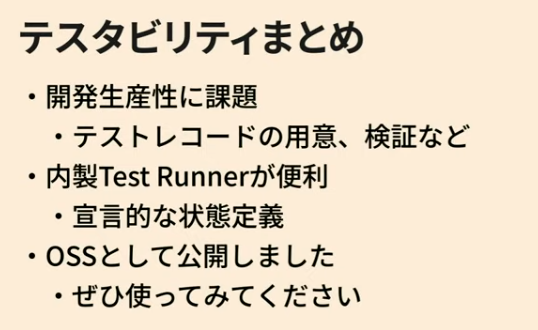 テスタビリティまとめ
・開発生産性に課題
・テストレコードの用意、検証など
・内製Test Runnerが便利
・宣言的な状態定義
・OSSとして公開しました
・ぜひ使ってみてください